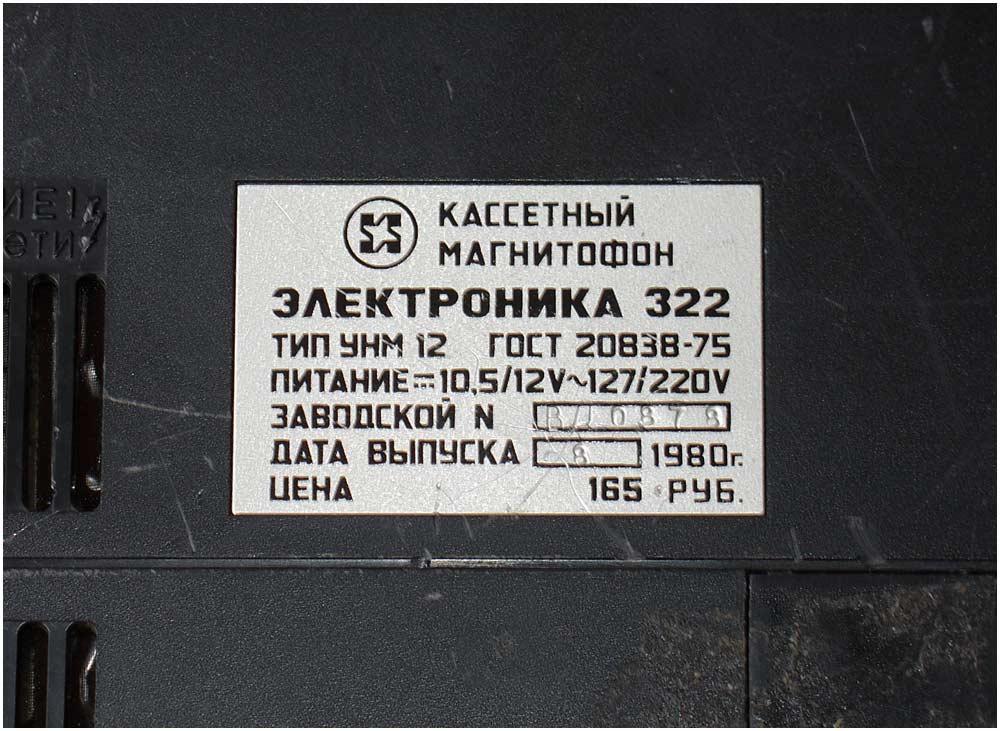 КАССЕТНЫЙ
МАГНИТОФОН
ЭЛЕКТРОНИКА 322
ТИП УНМ 12 ГОСТ 20838-75
ПИТАНИЕ⎓10,5/12V~127/220V
ЗАВОДСКОЙ N
ДАТА ВЫПУСКА 8 1980г.
ЦЕНА 165 РУБ.